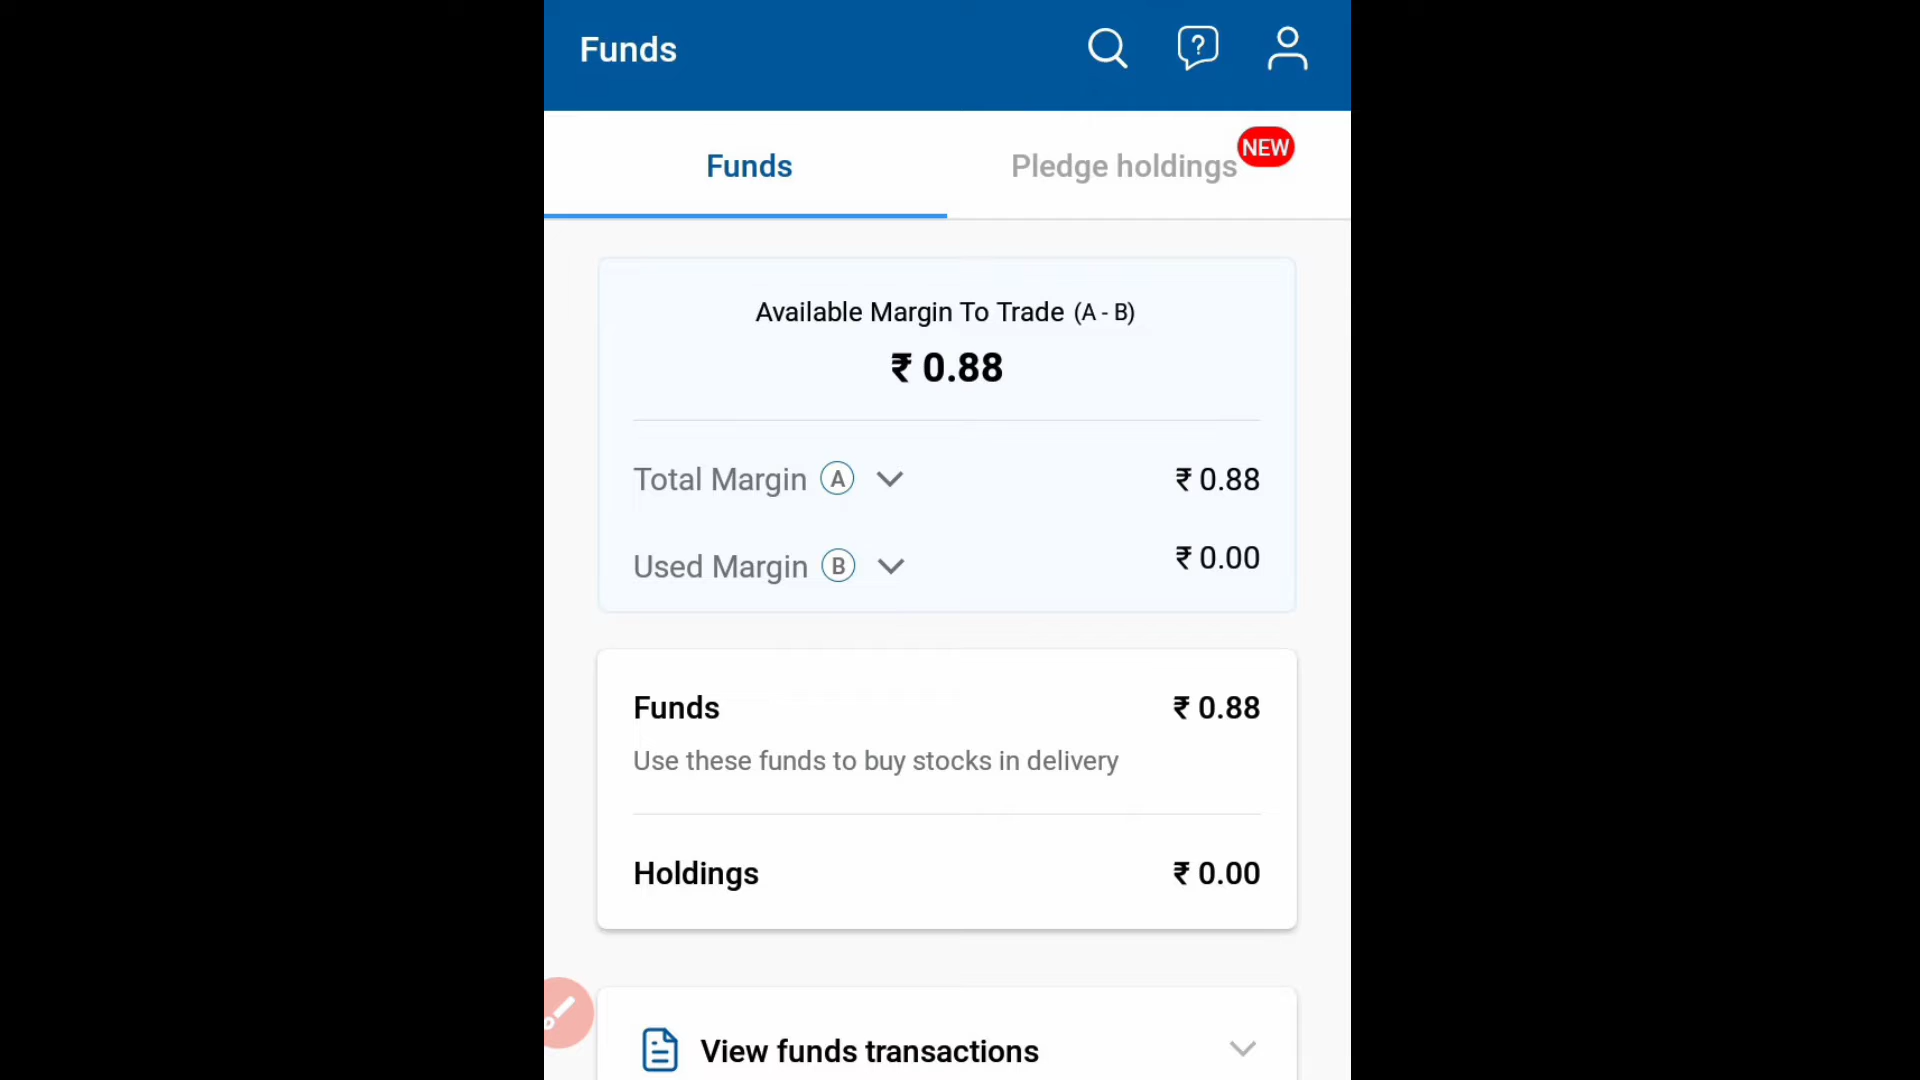 Funds
Funds
Pledge holdings NEW
Available Margin To Trade (A - B)
₹ 0.88
Total Margin A ₹ 0.88
Used Margin B ₹ 0.00
Funds ₹ 0.88
Use these funds to buy stocks in delivery
Holdings ₹ 0.00
View funds transactions